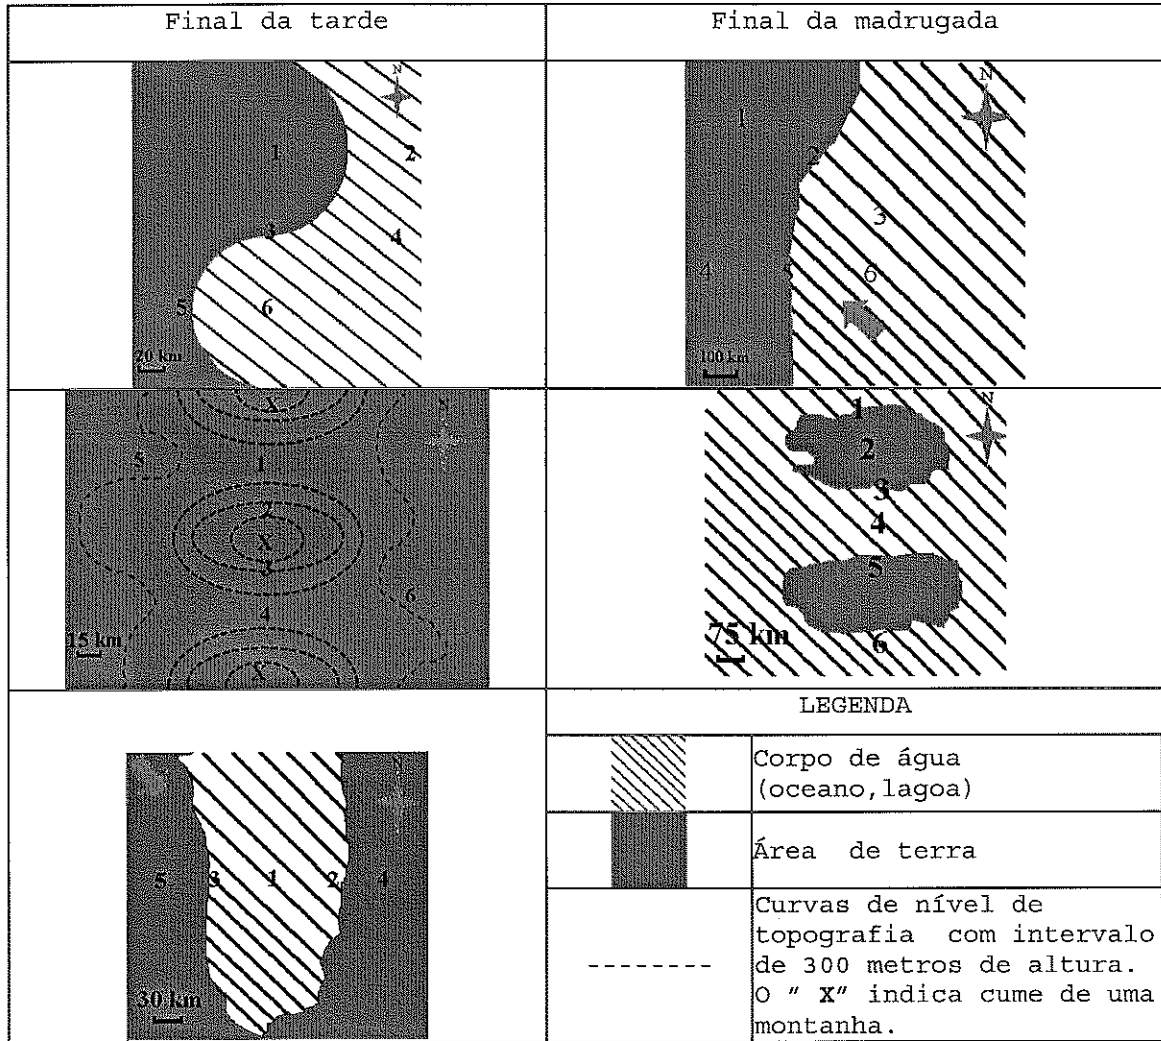 Final da tarde
Final da madrugada
N
1
2
3
4
5
6
20 km
N
1
2
3
4
5
6
100 km
X
5
1
2
X
3
6
4
15 km
X
N
1
2
3
4
5
75 km
6
N
5
3
1
2
4
30 km
LEGENDA
Corpo de água
(oceano,lagoa)
Área de terra
Curvas de nível de
topografia com intervalo
de 300 metros de altura.
O " X" indica cume de uma
montanha.